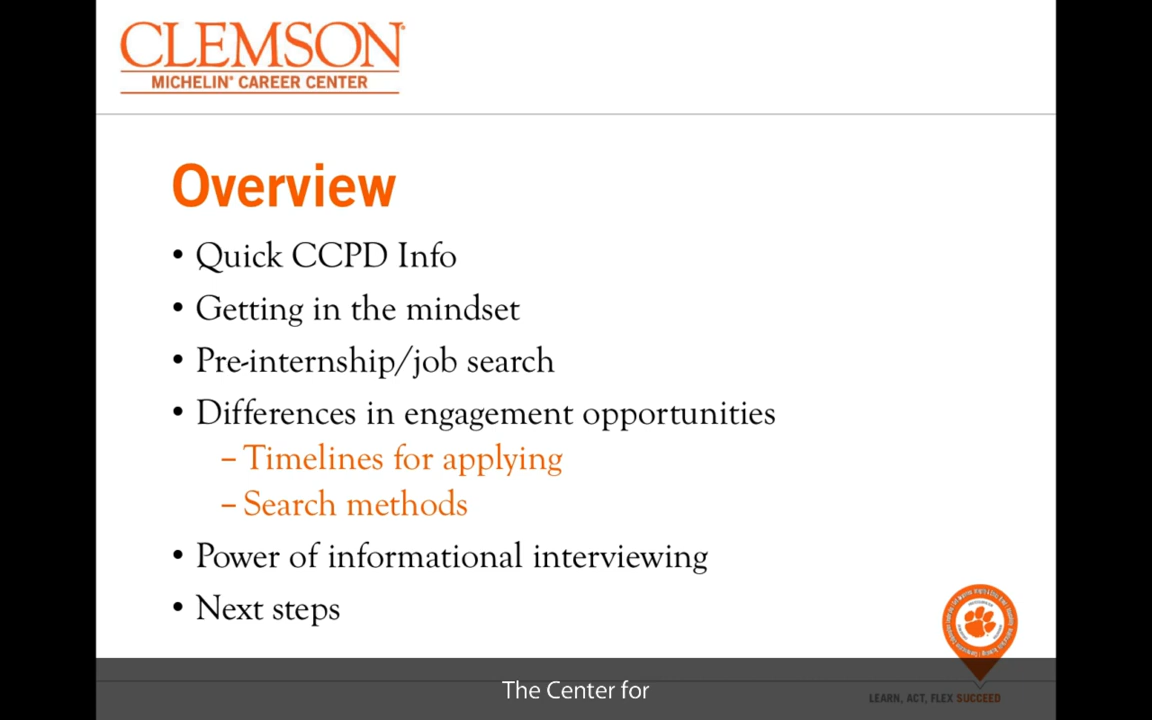 CLEMSON®
MICHELIN® CAREER CENTER
Overview
• Quick CCPD Info
• Getting in the mindset
• Pre-internship/job search
• Differences in engagement opportunities
– Timelines for applying
– Search methods
• Power of informational interviewing
• Next steps
The Center for
LEARN, ACT, FLEX SUCCEED